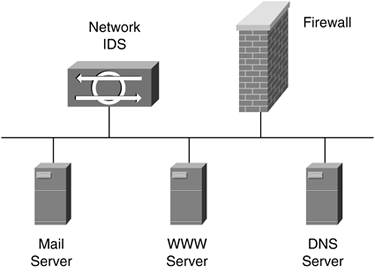 Network
IDS
Firewall
Mail
Server
WWW
Server
DNS
Server